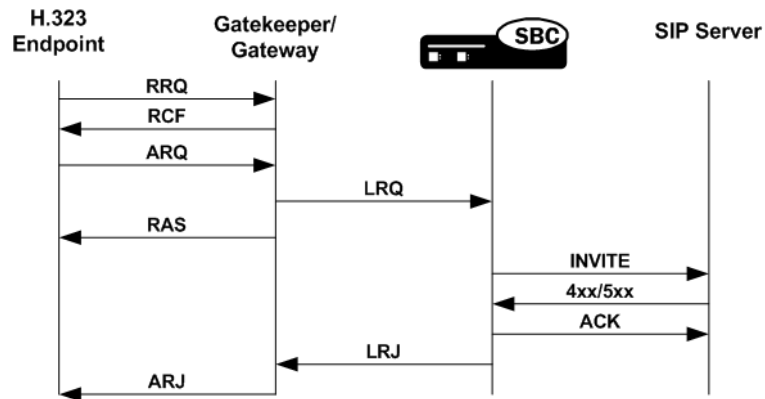 H.323
Endpoint
Gatekeeper/
Gateway
SBC
SIP Server
RRQ
RCF
ARQ
LRQ
RAS
INVITE
4xx/5xx
ACK
LRJ
ARJ